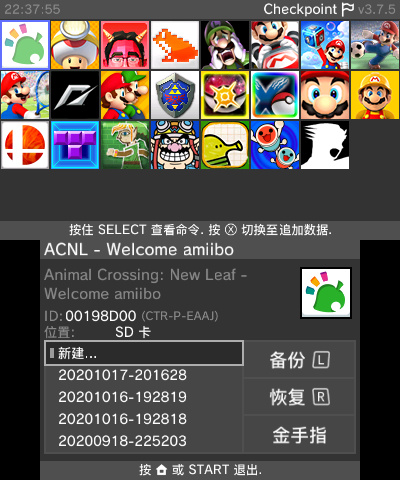 22:37:55 Checkpoint v3.7.5
按住 SELECT 查看命令. 按 Ⓧ 切换至追加数据.
ACNL - Welcome amiibo
Animal Crossing: New Leaf -
Welcome amiibo
ID: 00198D00 (CTR-P-EAAJ)
位置: SD 卡
新建...
20201017-201628
20201016-192819
20201016-192818
20200918-225203
备份 L
恢复 R
金手指
按 或 START 退出.